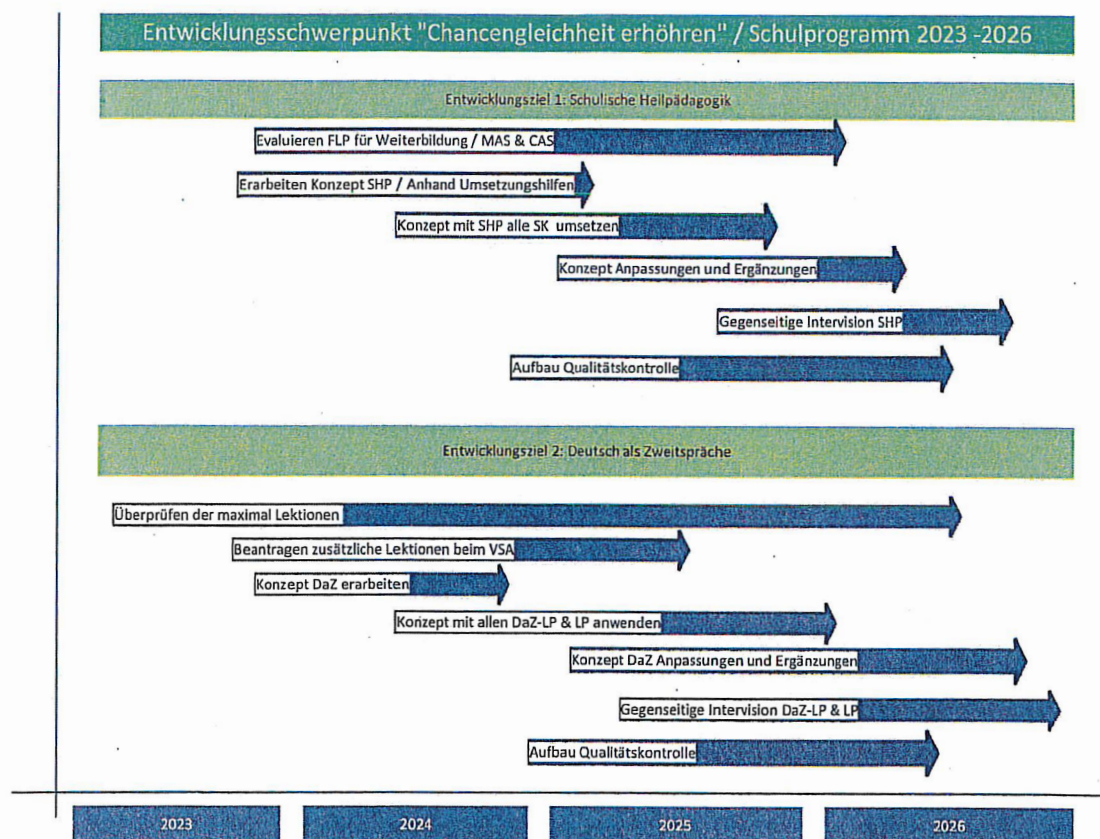 Entwicklungsschwerpunkt "Chancengleichheit erhöhen" / Schulprogramm 2023 -2026
Entwicklungsziel 1: Schulische Heilpädagogik
Evaluieren FLP für Weiterbildung / MAS & CAS
Erarbeiten Konzept SHP / Anhand Umsetzungshilfen
Konzept mit SHP alle SK umsetzen
Konzept Anpassungen und Ergänzungen
Gegenseitige Intervision SHP
Aufbau Qualitätskontrolle
Entwicklungsziel 2: Deutsch als Zweitspräche
Überprüfen der maximal Lektionen
Beantragen zusätzliche Lektionen beim VSA
Konzept DaZ erarbeiten
Konzept mit allen DaZ-LP & LP anwenden
Konzept DaZ Anpassungen und Ergänzungen
Gegenseitige Intervision DaZ-LP & LP
Aufbau Qualitätskontrolle
2023 2024 2025 2026